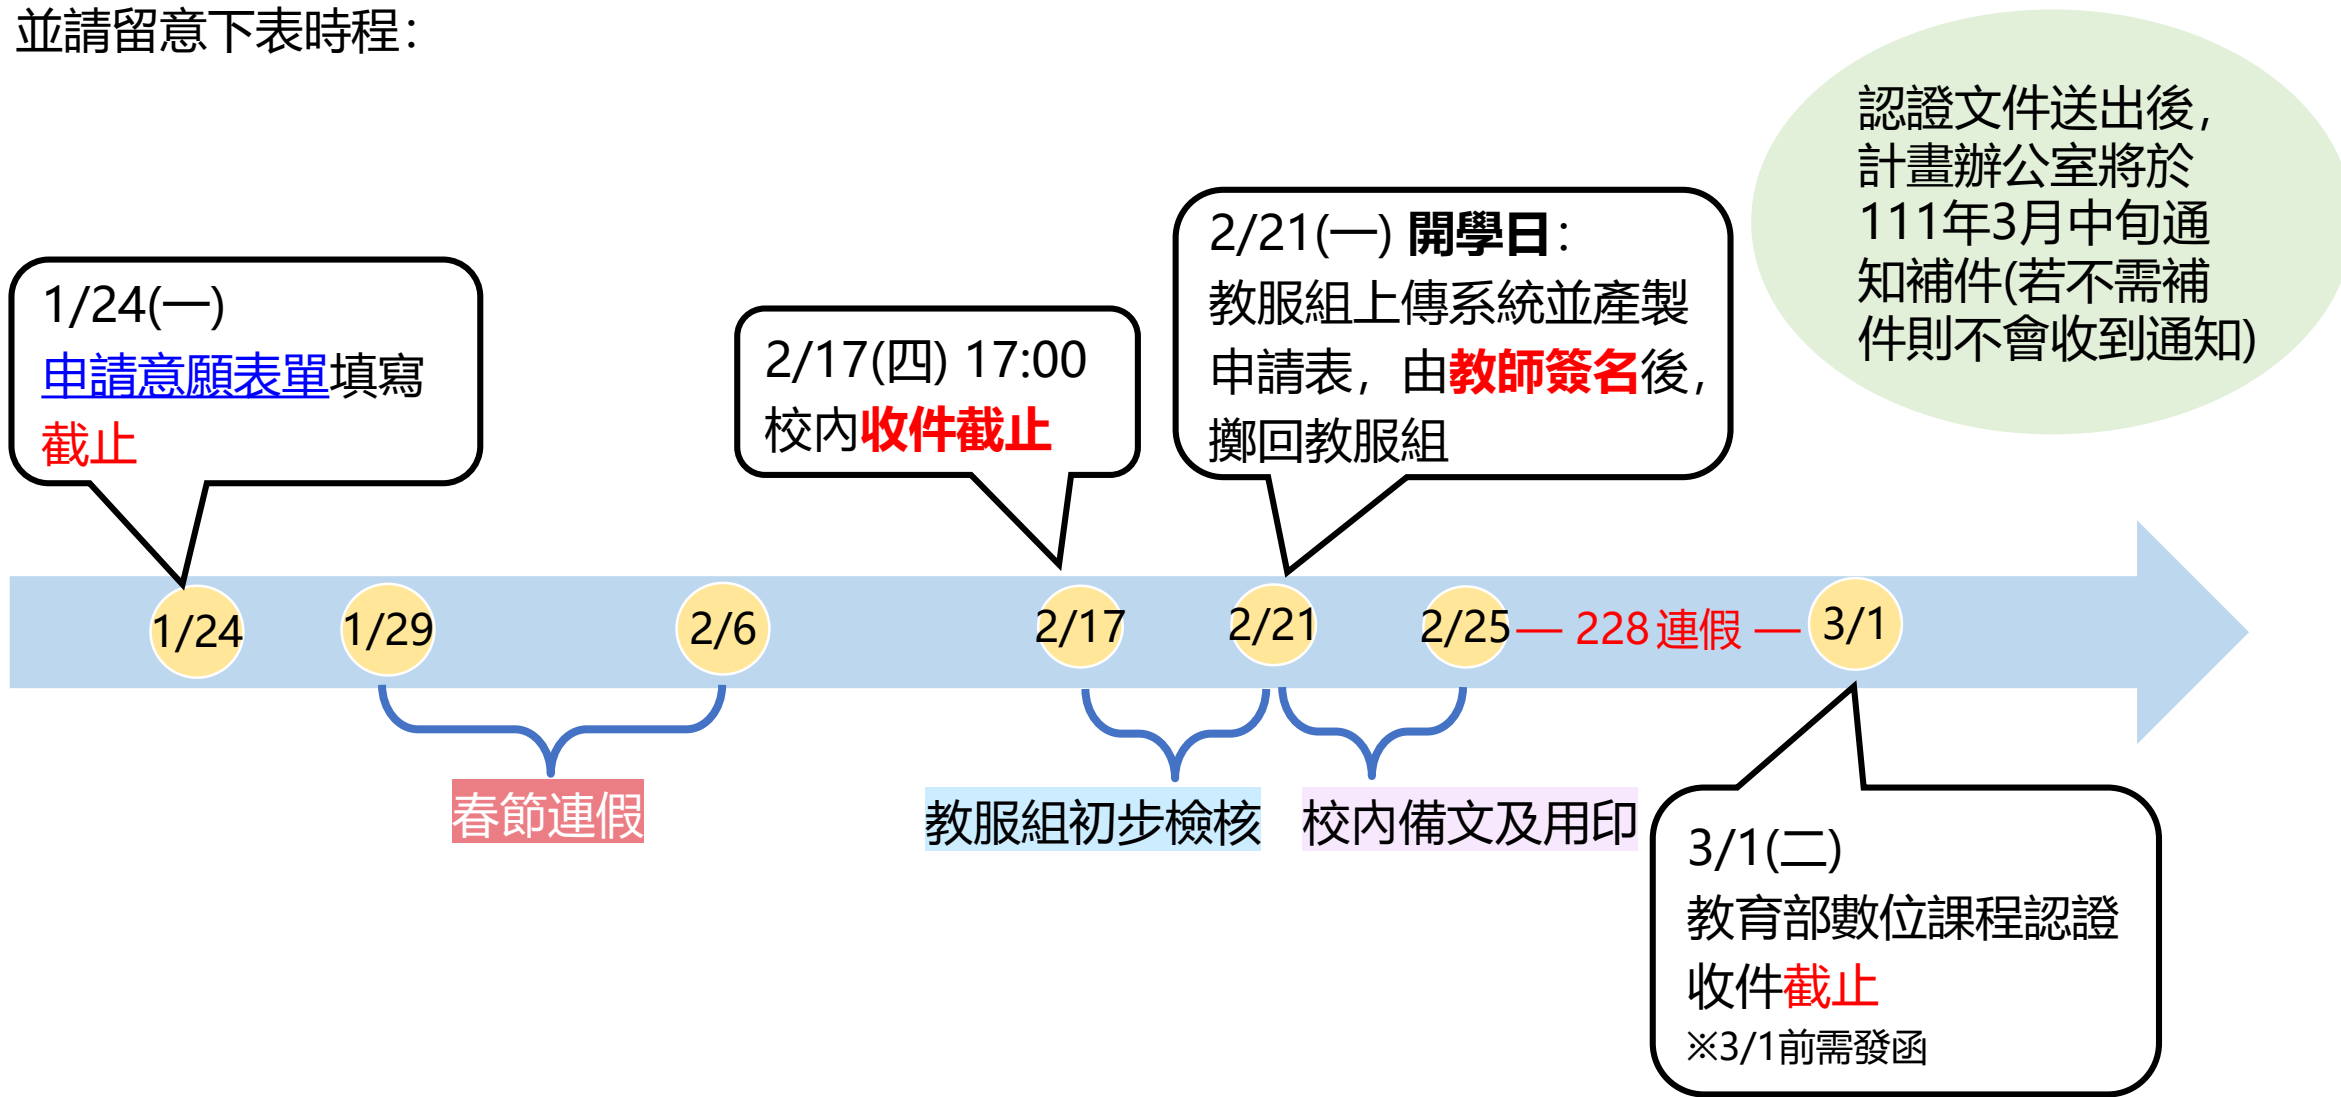 並請留意下表時程：
認證文件送出後，
計畫辦公室將於
111年3月中旬通
知補件(若不需補
件則不會收到通知)
1/24(一)
申請意願表單填寫
截止
2/17(四) 17:00
校內收件截止
2/21(一) 開學日：
教服組上傳系統並產製
申請表，由教師簽名後，
擲回教服組
1/24
1/29
2/6
2/17
2/21
2/25
— 228連假 —
3/1
春節連假
教服組初步檢核
校內備文及用印
3/1(二)
教育部數位課程認證
收件截止
※3/1前需發函